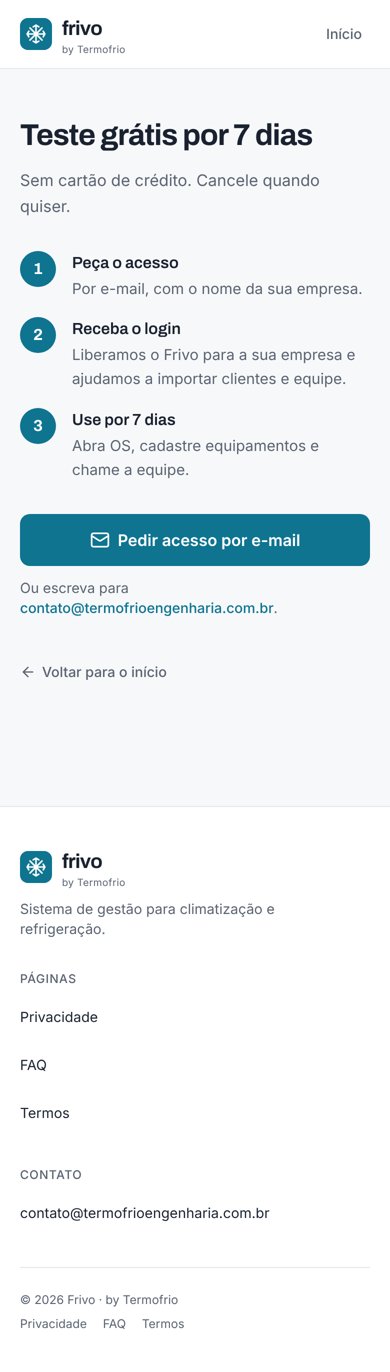 frivo
by Termofrio
Início
Teste grátis por 7 dias
Sem cartão de crédito. Cancele quando
quiser.
1
Peça o acesso
Por e-mail, com o nome da sua empresa.
2
Receba o login
Liberamos o Frivo para a sua empresa e
ajudamos a importar clientes e equipe.
3
Use por 7 dias
Abra OS, cadastre equipamentos e
chame a equipe.
Pedir acesso por e-mail
Ou escreva para
contato@termofrioengenharia.com.br.
← Voltar para o início
frivo
by Termofrio
Sistema de gestão para climatização e
refrigeração.
PÁGINAS
Privacidade
FAQ
Termos
CONTATO
contato@termofrioengenharia.com.br
© 2026 Frivo · by Termofrio
Privacidade FAQ Termos